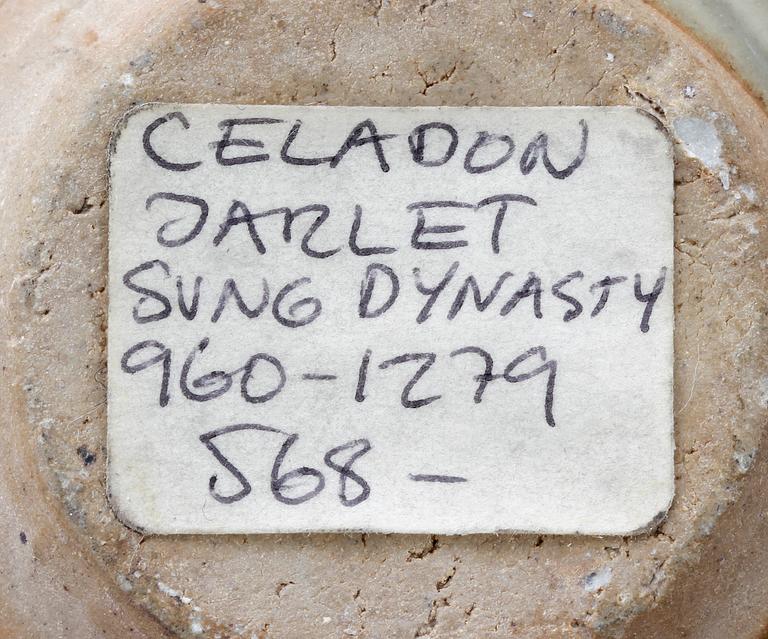 CELADON
JARLET
SUNG DYNASTY
960-1279
568 -